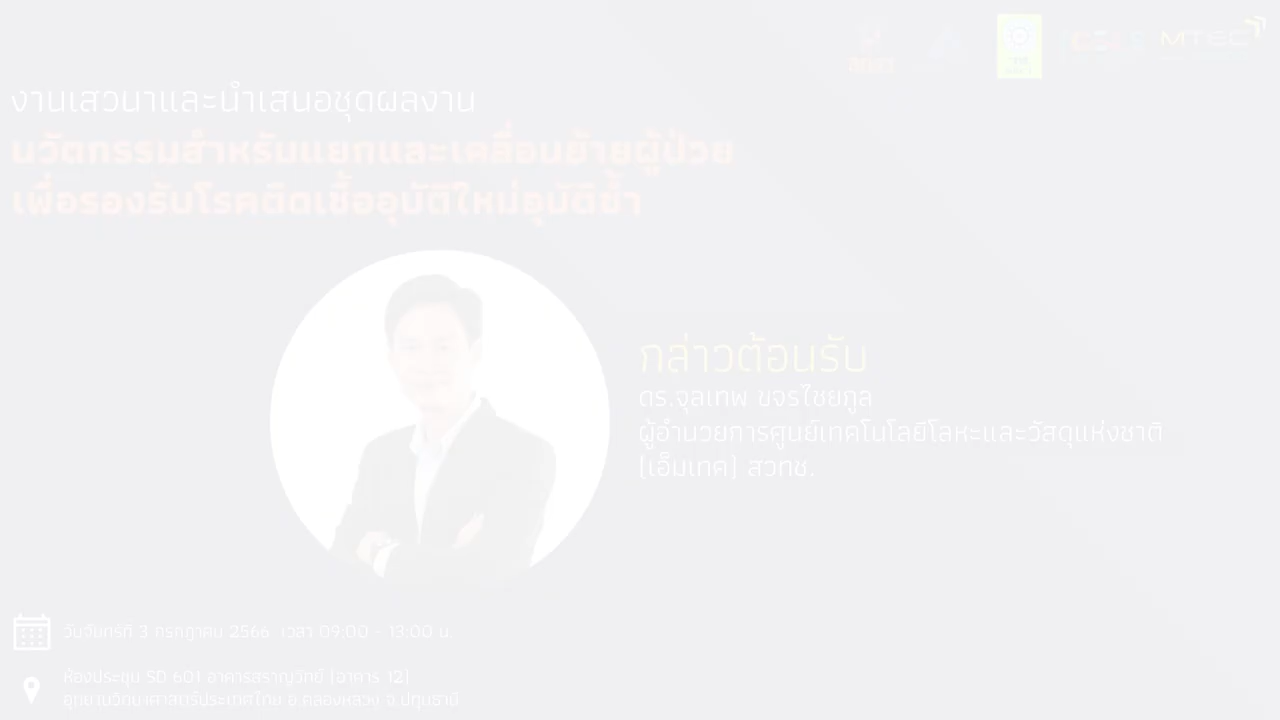 MTEC
งานเสวนาและนำเสนอชุดผลงาน
นวัตกรรมสำหรับแยกและเคลื่อนย้ายผู้ป่วย
เพื่อรองรับโรคติดเชื้ออุบัติใหม่อุบัติซ้ำ
กล่าวต้อนรับ
ดร.จุลเทพ ขจรไชยกูล
ผู้อำนวยการศูนย์เทคโนโลยีโลหะและวัสดุแห่งชาติ
(เอ็มเทค) สวทช.
วันจันทร์ที่ 3 กรกฎาคม 2566 เวลา 09:00 - 13:00 น.
ห้องประชุม SD 601 อาคารสราญวิทย์ (อาคาร 12)
อุทยานวิทยาศาสตร์ประเทศไทย อ.คลองหลวง จ.ปทุมธานี